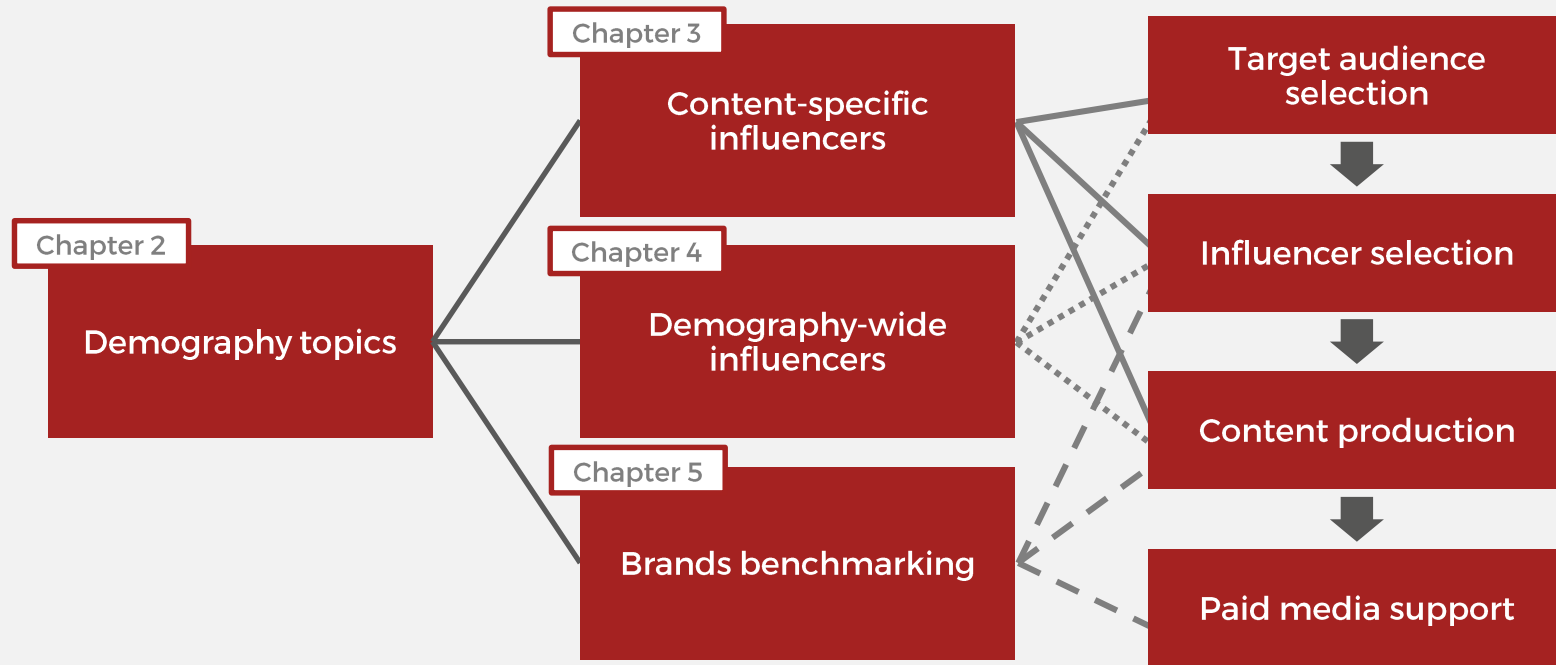 Chapter 2
Demography topics
Chapter 3
Content-specific
influencers
Chapter 4
Demography-wide
influencers
Chapter 5
Brands benchmarking
Target audience
selection
Influencer selection
Content production
Paid media support